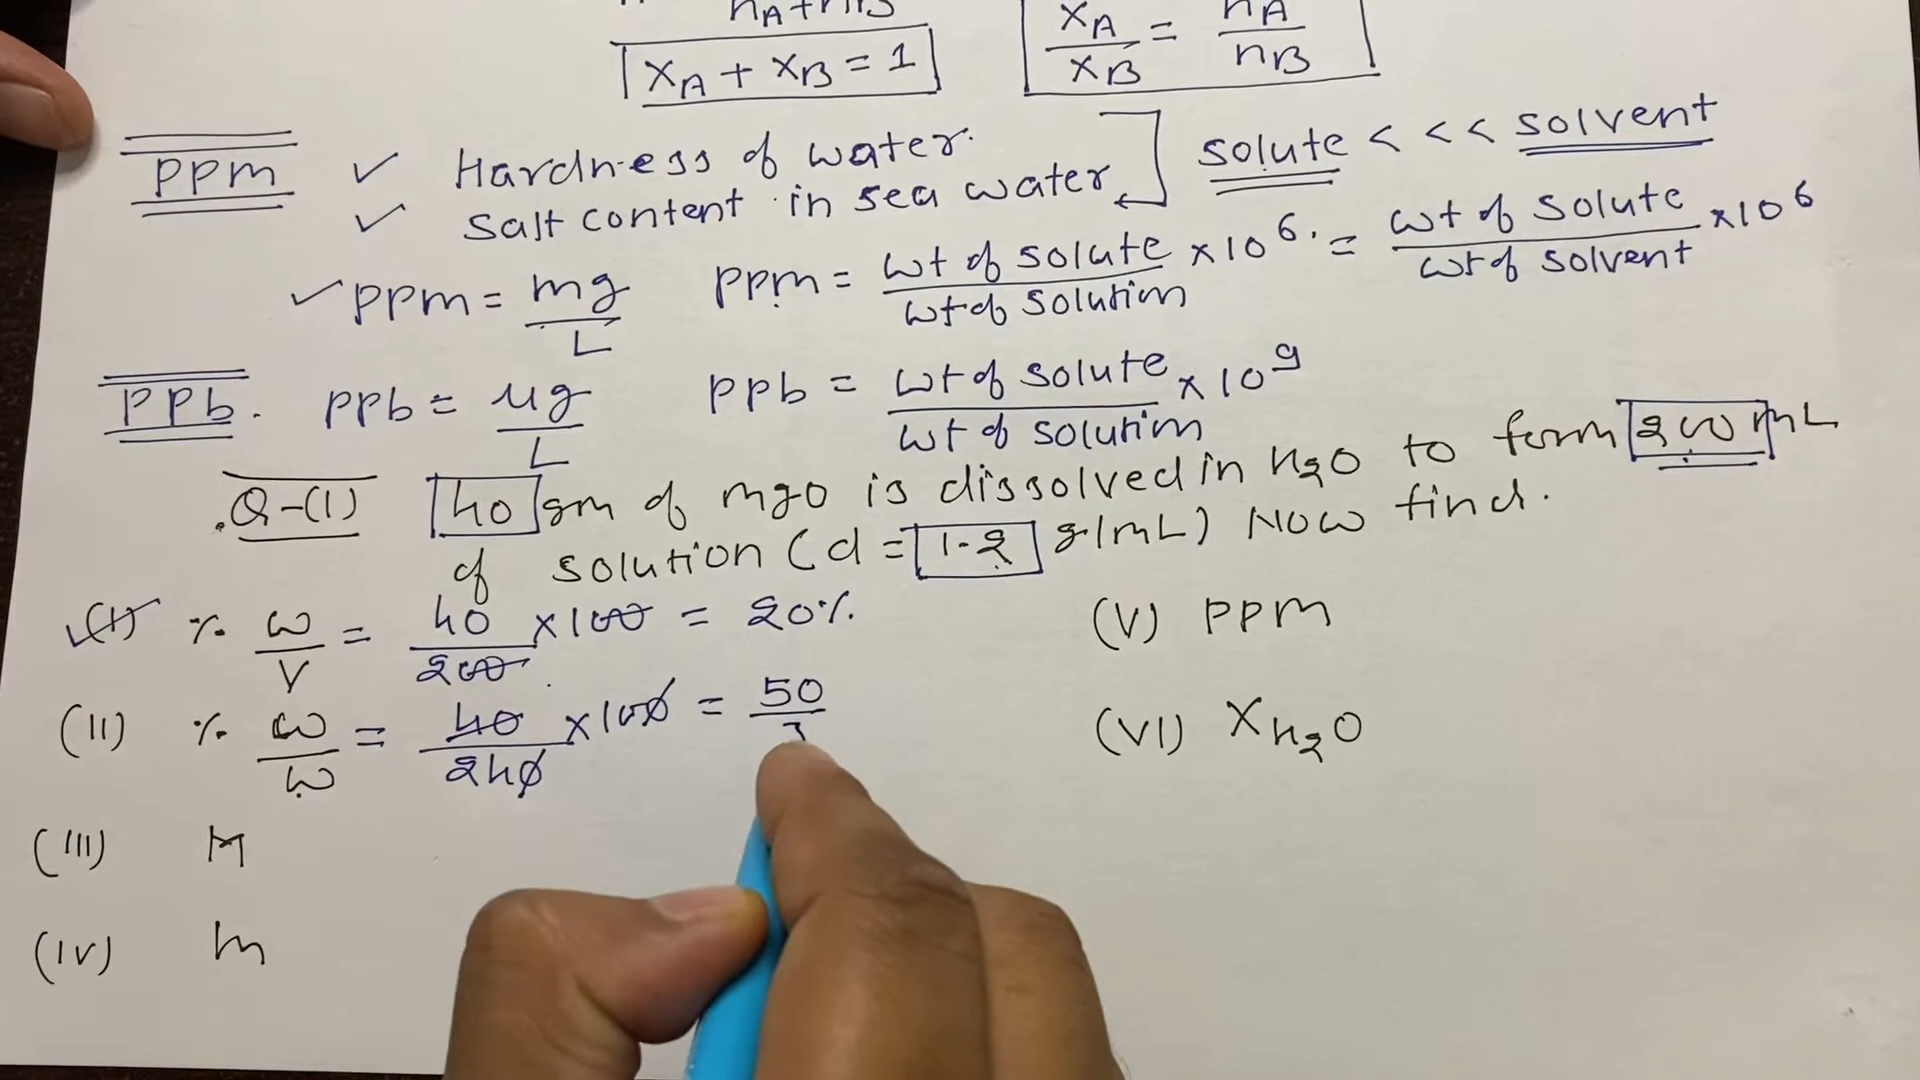 nA+nB
xA + xB = 1
xA/xB = nA/nB
PPm ✓ Hardness of water.
✓ Salt content in sea water
solute < < < solvent
✓ ppm = mg/L ppm = wt of solute/wt of solution × 10^6. = wt of solute/wt of solvent × 10^6
PPb. ppb = μg/L ppb = wt of solute/wt of solution × 10^9
Q-(1) 40 gm of mgo is dissolved in H2O to form 200 mL
of solution (d = 1.2 g/mL) Now find.
(I) % w/v = 40/200 × 100 = 20%.
(II) % w/w = 40/240 × 100 = 50/3
(III) M
(IV) m
(V) PPm
(VI) XH2O